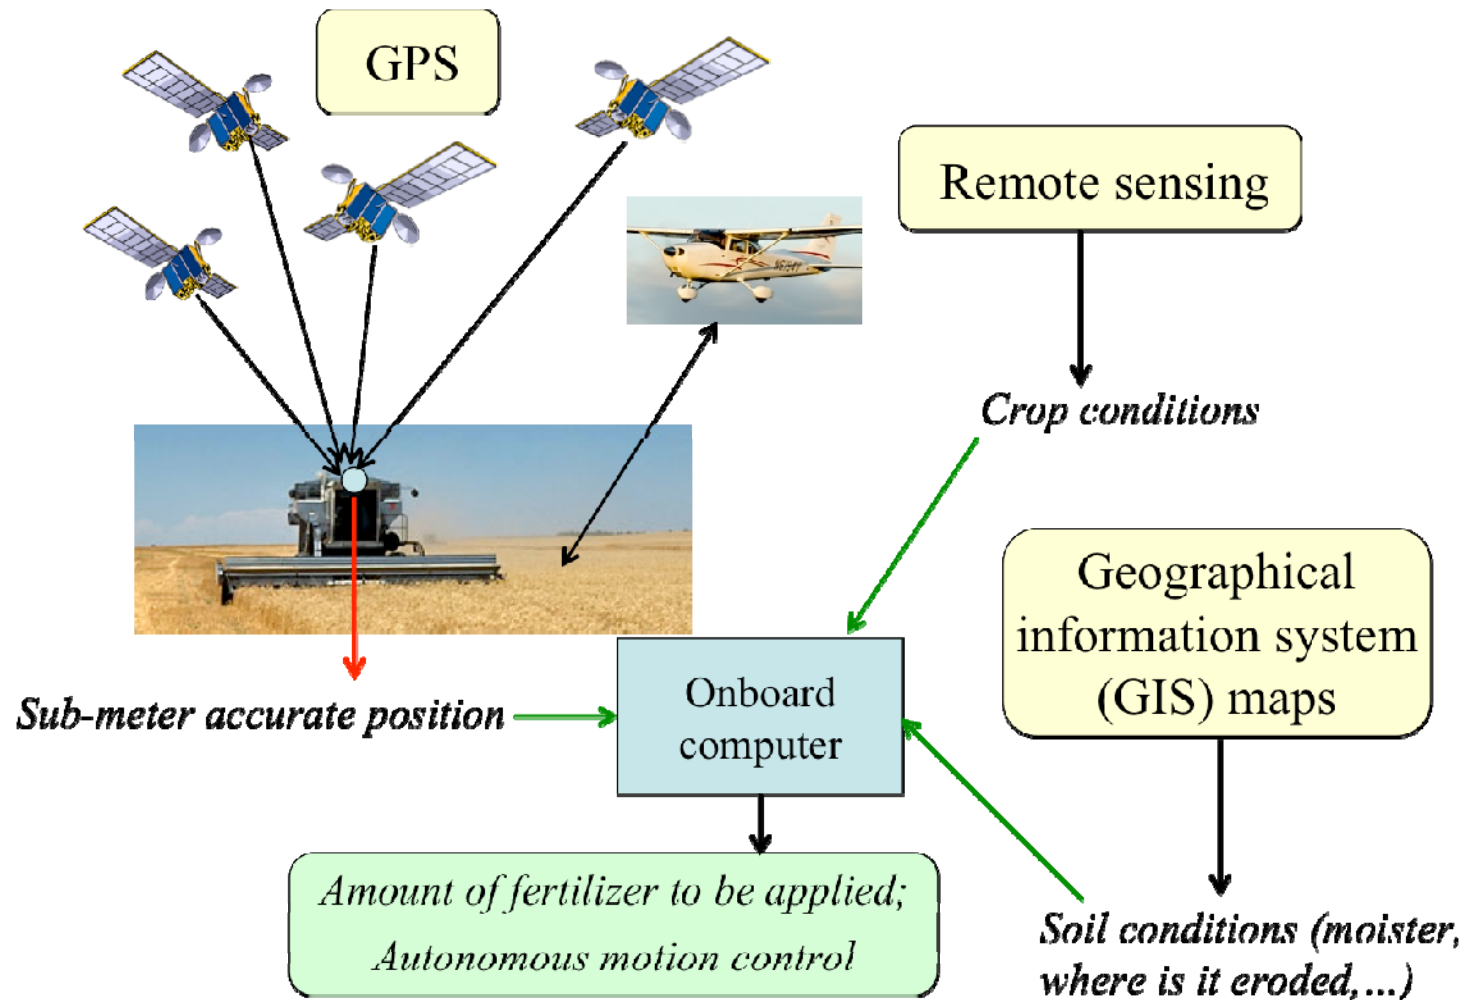 GPS
Remote sensing
Crop conditions
Geographical
information system
(GIS) maps
Sub-meter accurate position
Onboard
computer
Amount of fertilizer to be applied;
Autonomous motion control
Soil conditions (moister,
where is it eroded,...)